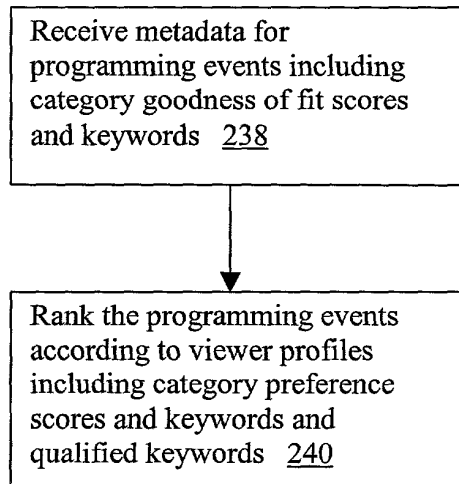 Receive metadata for
programming events including
category goodness of fit scores
and keywords 238
Rank the programming events
according to viewer profiles
including category preference
scores and keywords and
qualified keywords 240